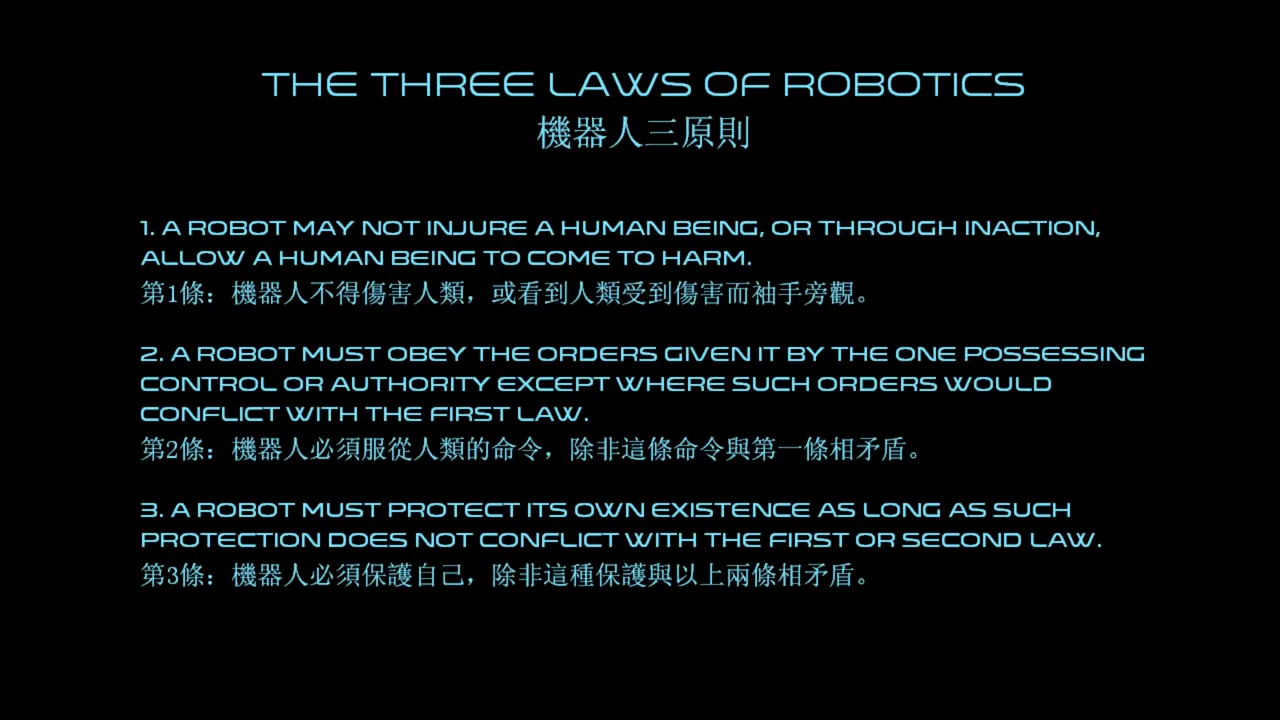 THE THREE LAWS OF ROBOTICS
機器人三原則
1. A ROBOT MAY NOT INJURE A HUMAN BEING, OR THROUGH INACTION,
ALLOW A HUMAN BEING TO COME TO HARM.
第1條：機器人不得傷害人類，或看到人類受到傷害而袖手旁觀。
2. A ROBOT MUST OBEY THE ORDERS GIVEN IT BY THE ONE POSSESSING
CONTROL OR AUTHORITY EXCEPT WHERE SUCH ORDERS WOULD
CONFLICT WITH THE FIRST LAW.
第2條：機器人必須服從人類的命令，除非這條命令與第一條相矛盾。
3. A ROBOT MUST PROTECT ITS OWN EXISTENCE AS LONG AS SUCH
PROTECTION DOES NOT CONFLICT WITH THE FIRST OR SECOND LAW.
第3條：機器人必須保護自己，除非這種保護與以上兩條相矛盾。